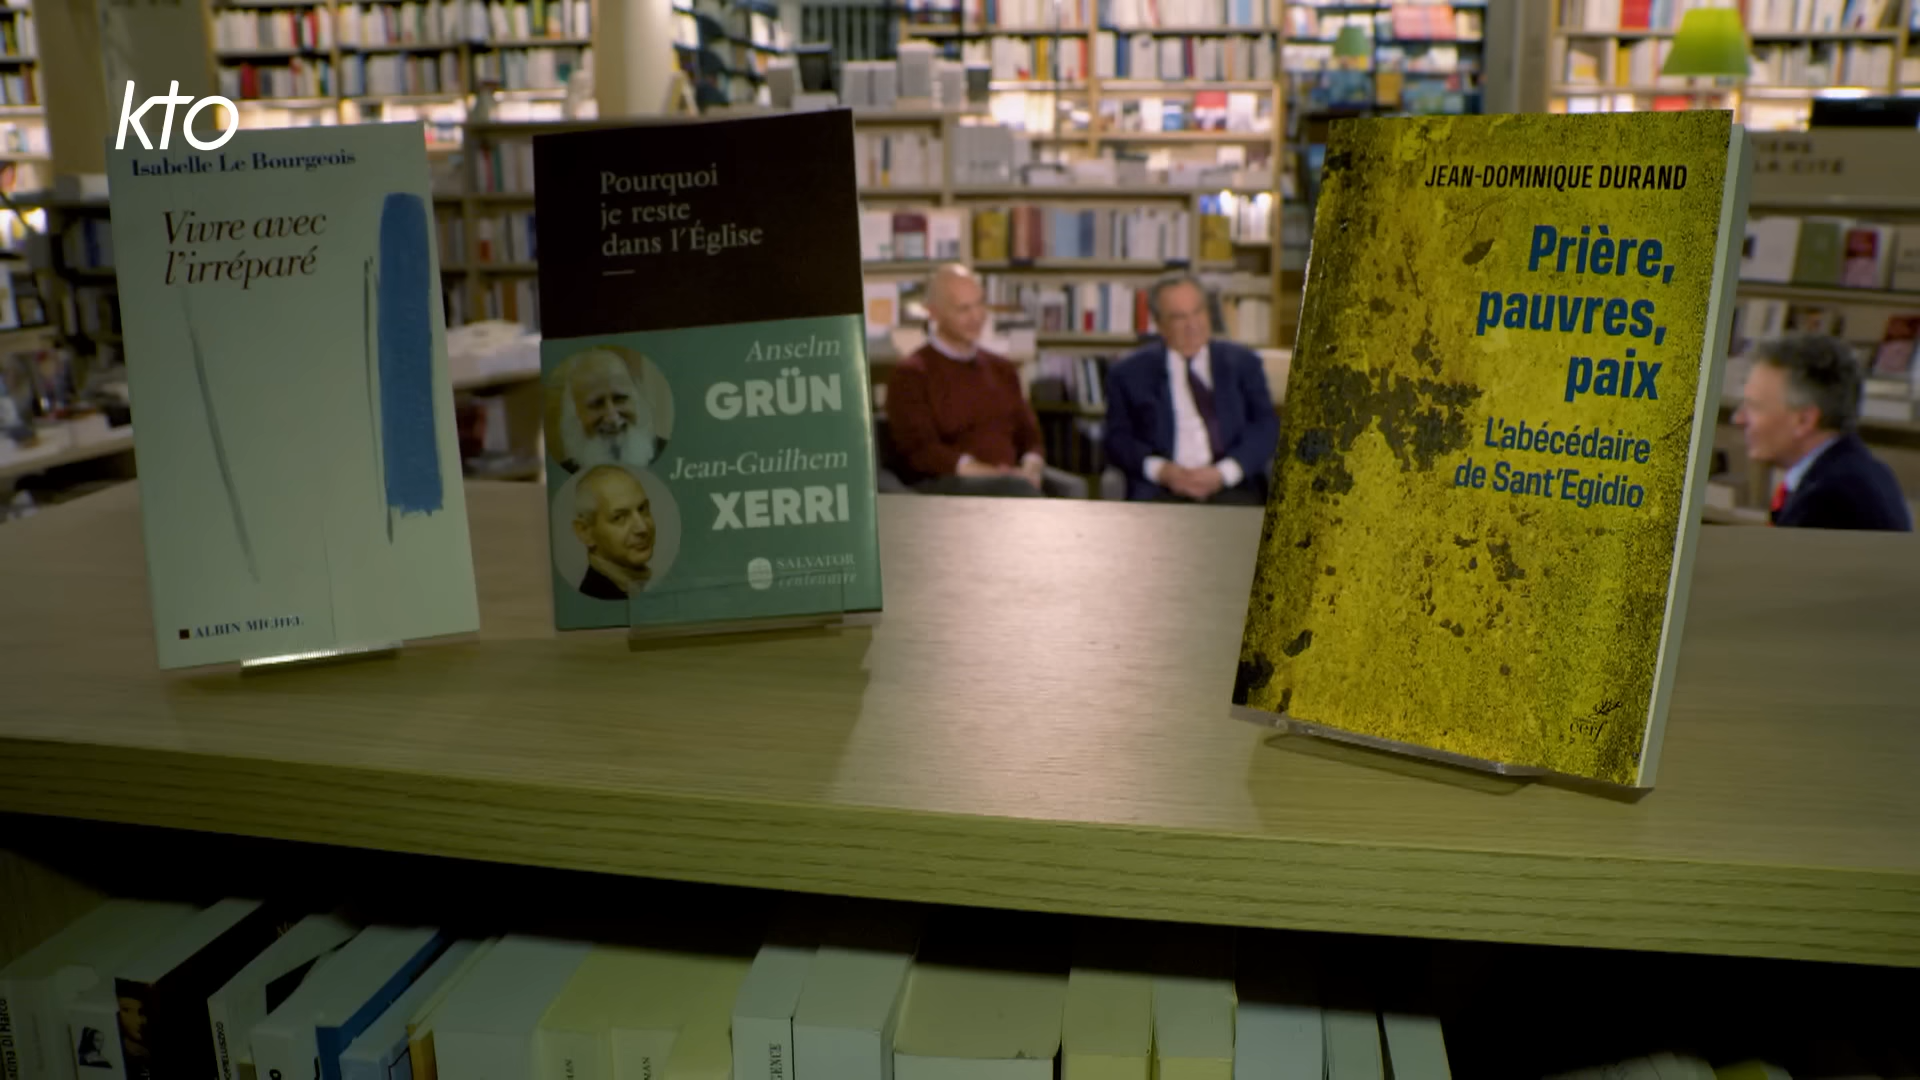 kto
Isabelle Le Bourgeois
Vivre avec
l'irréparé
ALBIN MICHEL
Pourquoi
je reste
dans l'Église
Anselm
GRÜN
Jean-Guilhem
XERRI
SALVATOR
centenaire
JEAN-DOMINIQUE DURAND
Prière,
pauvres,
paix
L'abécédaire
de Sant'Egidio
cerf